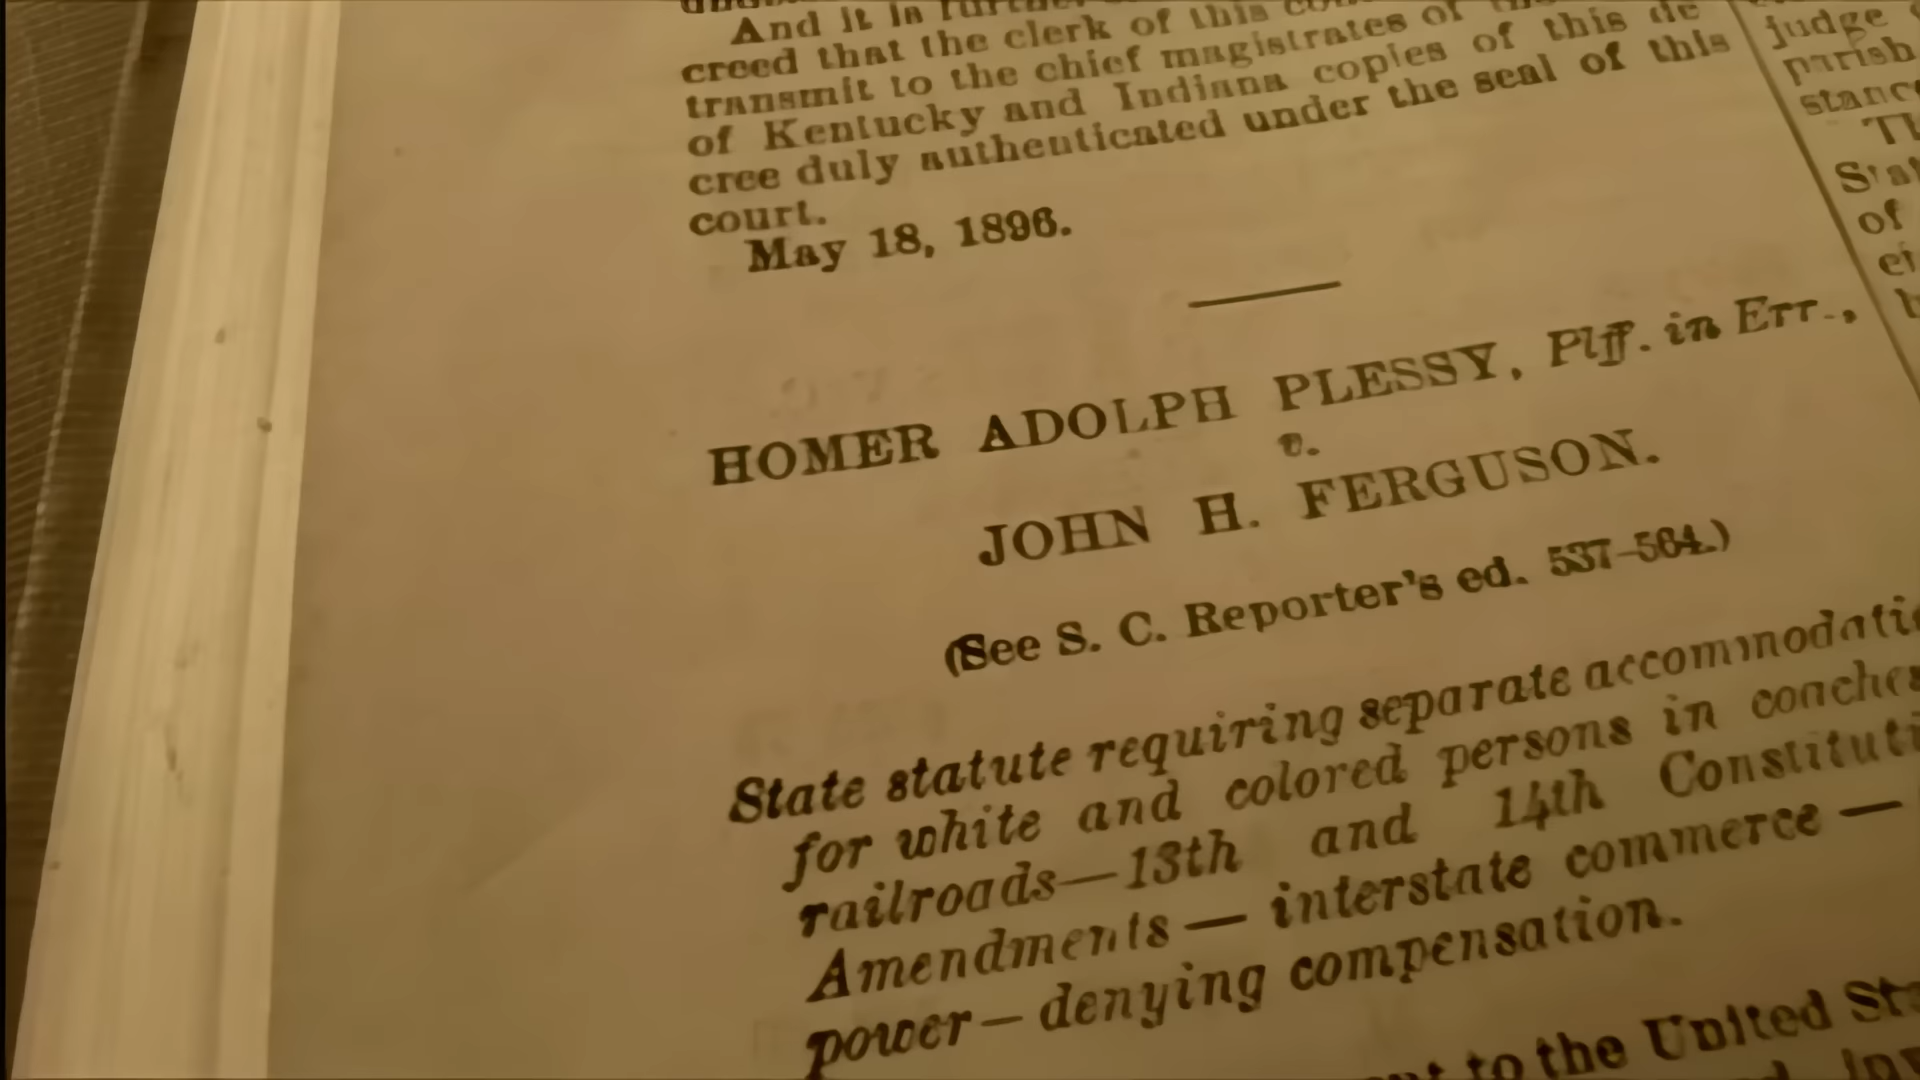 And it is further
creed that the clerk of this
transmit to the chief magistrates of
of Kentucky and Indiana copies of this de
cree duly authenticated under the seal of this
court.
May 18, 1896.
HOMER ADOLPH PLESSY, Plff. in Err.,
v.
JOHN H. FERGUSON.
(See S. C. Reporter's ed. 537–564.)
State statute requiring separate accommodatio
for white and colored persons in coaches
railroads—13th and 14th Constituti
Amendments — interstate commerce —
power — denying compensation.
to the United Sta
judge
parish
stance
Th
Stat
of